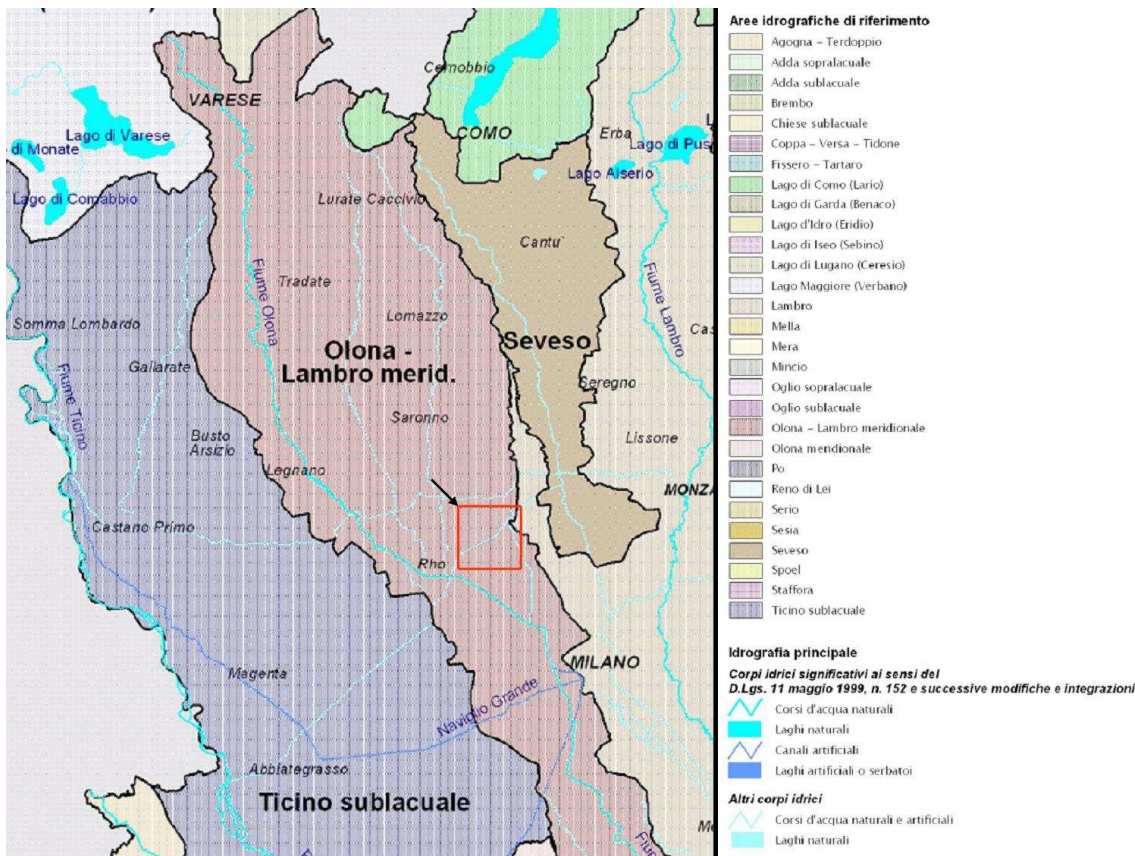 VARESE
Cernobbio
Lago di Varese
di Monate
COMO
Erba
Lago di Pus
Lago Alserio
Lago di Comabbio
Lurate Caccivio
Cantu`
Tradate
Fiume Olona
Fiume Lambro
Somma Lombardo
Lomazzo
Olona -
Lambro merid.
Seveso
Gallarate
Fiume Ticino
Seregno
Saronno
Busto
Arsizio
Lissone
Legnano
MONZA
Castano Primo
Rho
MILANO
Magenta
Naviglio Grande
Abbiategrasso
Ticino sublacuale
Aree idrografiche di riferimento
Agogna - Terdoppio
Adda sopralacuale
Adda sublacuale
Brembo
Chiese sublacuale
Coppa - Versa - Tidone
Fissero - Tartaro
Lago di Como (Lario)
Lago di Garda (Benaco)
Lago d'Idro (Eridio)
Lago di Iseo (Sebino)
Lago di Lugano (Ceresio)
Lago Maggiore (Verbano)
Lambro
Mella
Mera
Mincio
Oglio sopralacuale
Oglio sublacuale
Olona - Lambro meridionale
Olona meridionale
Po
Reno di Lei
Serio
Sesia
Seveso
Spoel
Staffora
Ticino sublacuale
Idrografia principale
Corpi idrici significativi ai sensi del
D.Lgs. 11 maggio 1999, n. 152 e successive modifiche e integrazioni
Corsi d'acqua naturali
Laghi naturali
Canali artificiali
Laghi artificiali o serbatoi
Altri corpi idrici
Corsi d'acqua naturali e artificiali
Laghi naturali